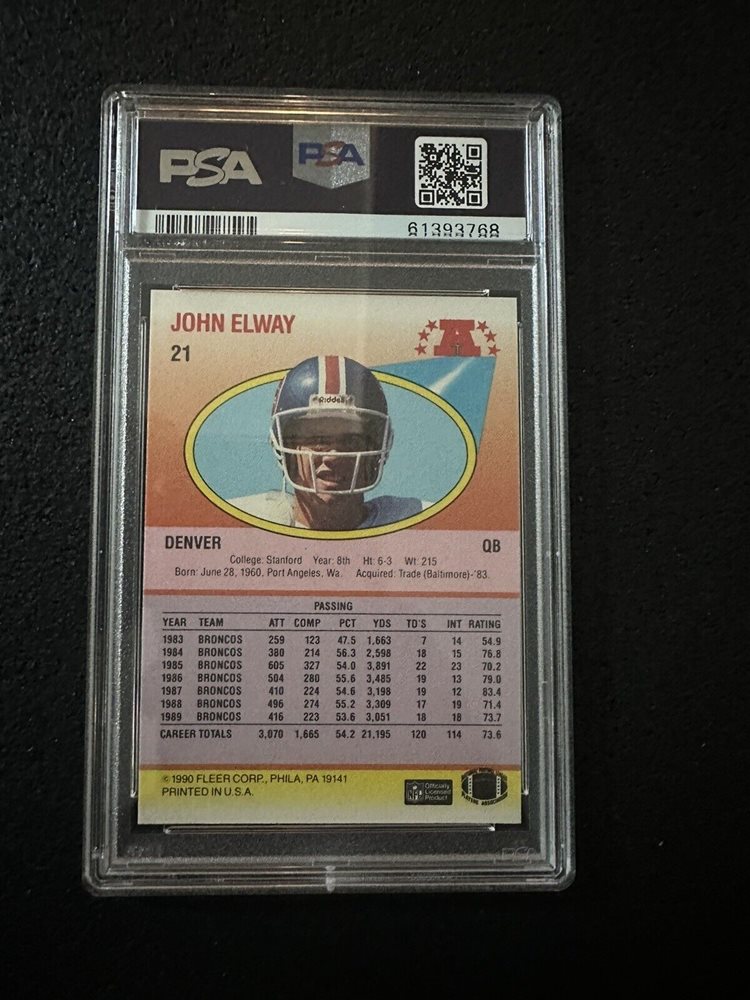 PSA PSA
61393768
JOHN ELWAY
21
A
Riddell
DENVER QB
College: Stanford Year: 8th Ht: 6-3 Wt: 215
Born: June 28, 1960, Port Angeles, Wa. Acquired: Trade (Baltimore)-'83.
PASSING
YEAR TEAM ATT COMP PCT YDS TD'S INT RATING
1983 BRONCOS 259 123 47.5 1,663 7 14 54.9
1984 BRONCOS 380 214 56.3 2,598 18 15 76.8
1985 BRONCOS 605 327 54.0 3,891 22 23 70.2
1986 BRONCOS 504 280 55.6 3,485 19 13 79.0
1987 BRONCOS 410 224 54.6 3,198 19 12 83.4
1988 BRONCOS 496 274 55.2 3,309 17 19 71.4
1989 BRONCOS 416 223 53.6 3,051 18 18 73.7
CAREER TOTALS 3,070 1,665 54.2 21,195 120 114 73.6
© 1990 FLEER CORP., PHILA, PA 19141
PRINTED IN U.S.A.
NFL Officially
Licensed
Product
PSA